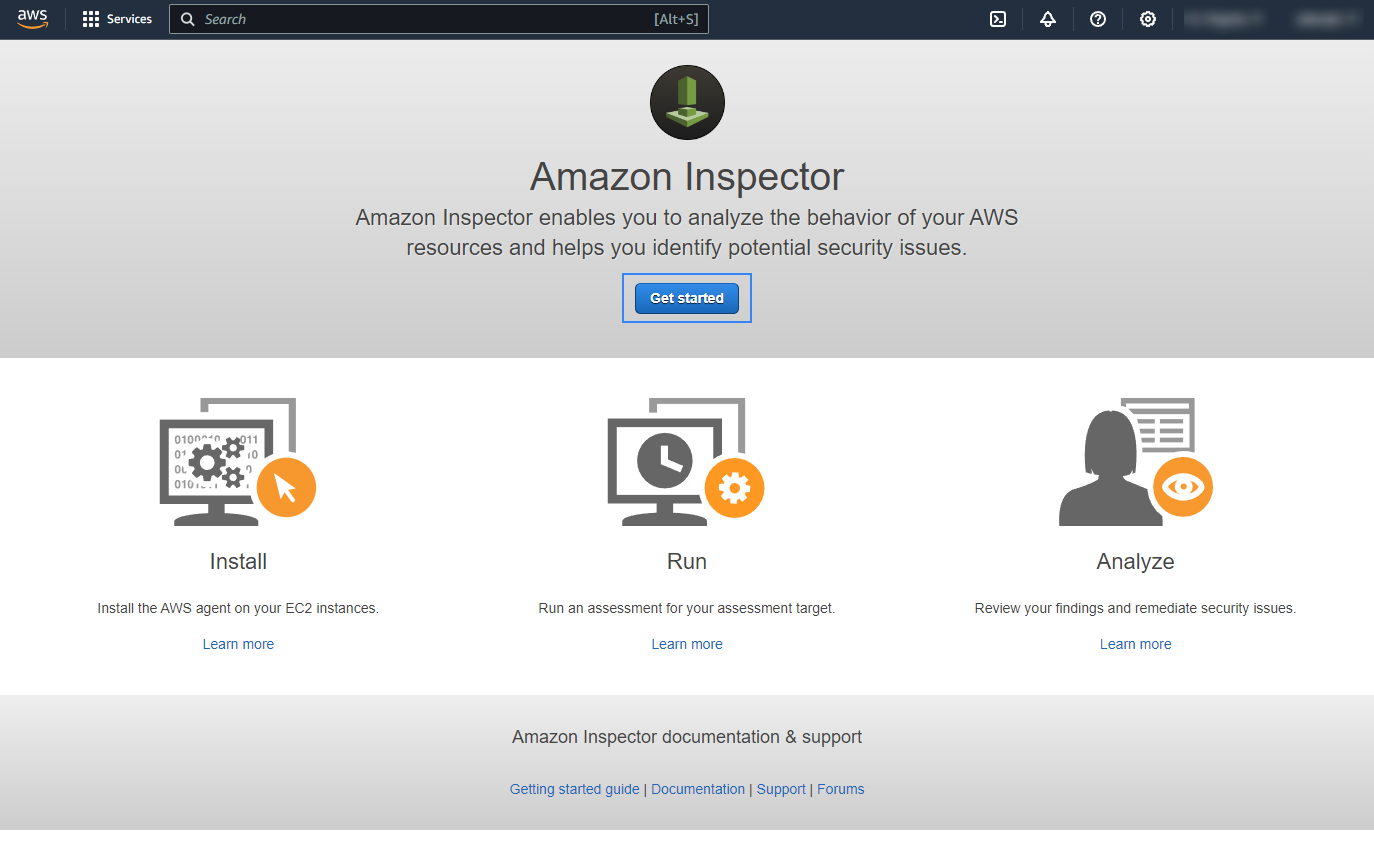 aws Services Search [Alt+S]
Amazon Inspector
Amazon Inspector enables you to analyze the behavior of your AWS
resources and helps you identify potential security issues.
Get started
Install
Install the AWS agent on your EC2 instances.
Learn more
Run
Run an assessment for your assessment target.
Learn more
Analyze
Review your findings and remediate security issues.
Learn more
Amazon Inspector documentation & support
Getting started guide | Documentation | Support | Forums